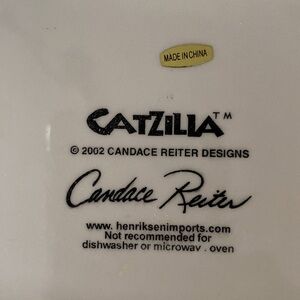 MADE IN CHINA
CATZILLA™
© 2002 CANDACE REITER DESIGNS
Candace Reiter
www.henriksenimports.com
Not recommended for
dishwasher or microwav . oven